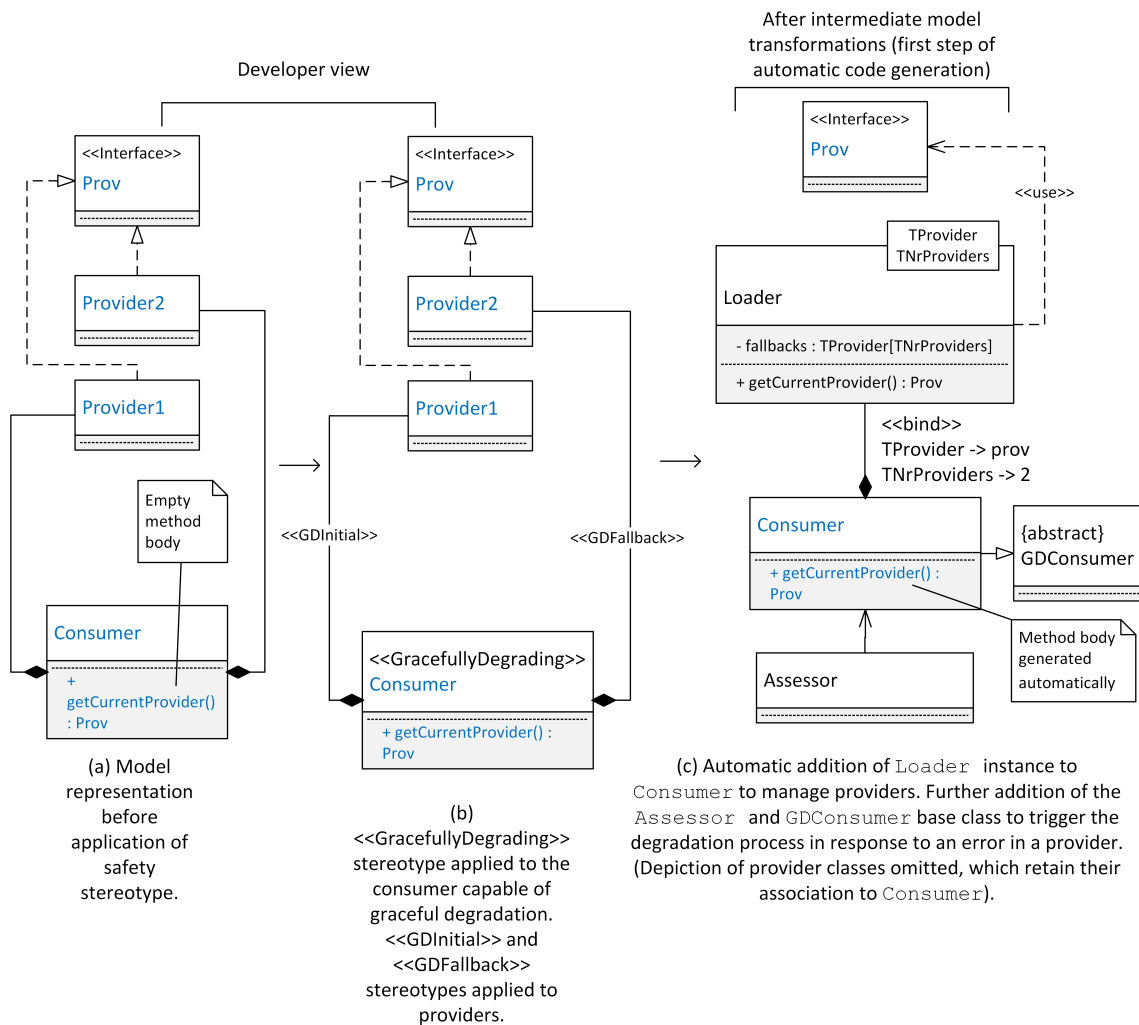 Developer view
<<Interface>>
Prov
Provider2
Provider1
Empty
method
body
Consumer
+
getCurrentProvider()
: Prov
(a) Model
representation
before
application of
safety
stereotype.
<<Interface>>
Prov
Provider2
Provider1
<<GDInitial>>
<<GDFallback>>
<<GracefullyDegrading>>
Consumer
+ getCurrentProvider() :
Prov
(b)
<<GracefullyDegrading>>
stereotype applied to the
consumer capable of
graceful degradation.
<<GDInitial>> and
<<GDFallback>>
stereotypes applied to
providers.
After intermediate model
transformations (first step of
automatic code generation)
<<Interface>>
Prov
<<use>>
TProvider
TNrProviders
Loader
- fallbacks : TProvider[TNrProviders]
+ getCurrentProvider() : Prov
<<bind>>
TProvider -> prov
TNrProviders -> 2
Consumer
+ getCurrentProvider() :
Prov
{abstract}
GDConsumer
Method body
generated
automatically
Assessor
(c) Automatic addition of Loader instance to
Consumer to manage providers. Further addition of the
Assessor and GDConsumer base class to trigger the
degradation process in response to an error in a provider.
(Depiction of provider classes omitted, which retain their
association to Consumer).